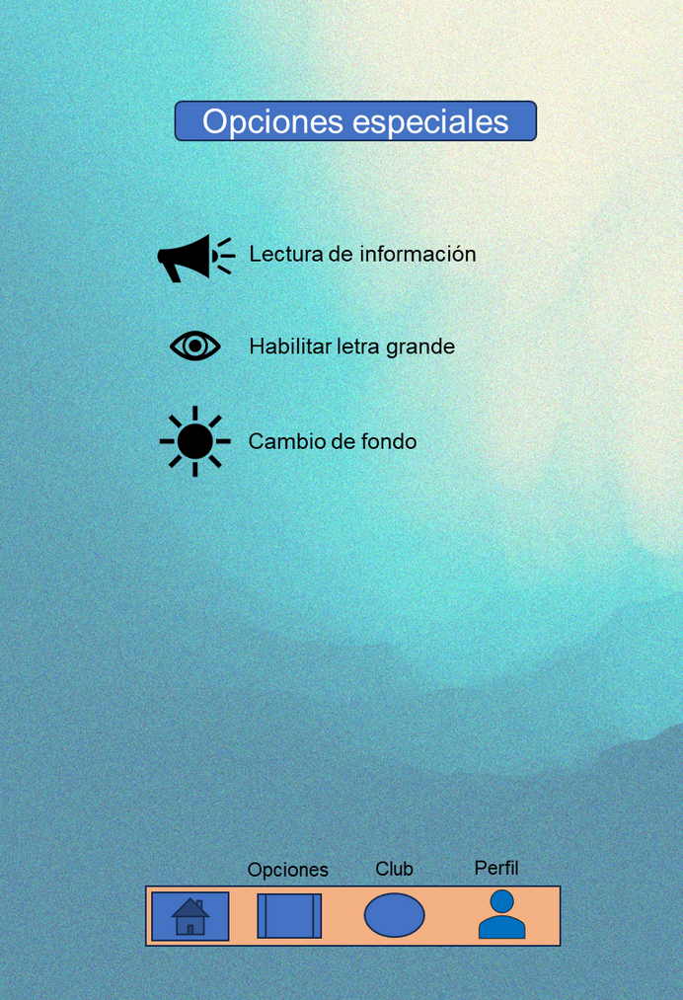 Opciones especiales
Lectura de información
Habilitar letra grande
Cambio de fondo
Opciones Club Perfil